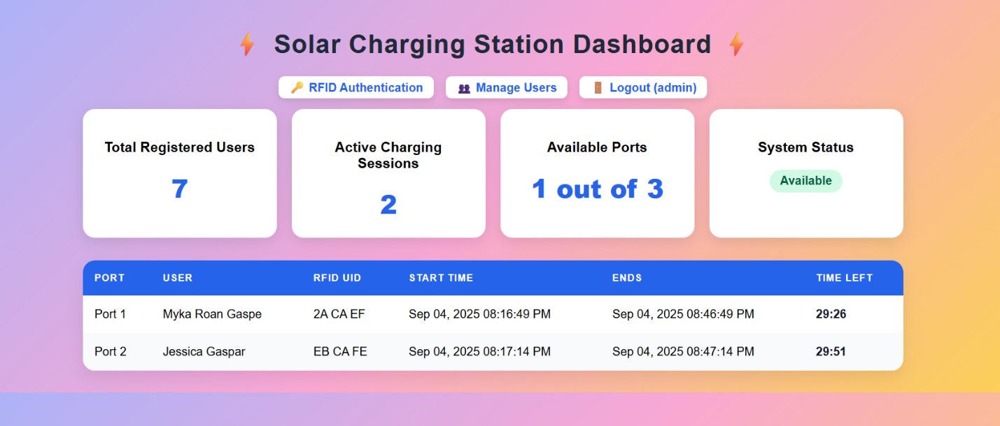 ⚡ Solar Charging Station Dashboard ⚡
🔑 RFID Authentication 👥 Manage Users 🚪 Logout (admin)
Total Registered Users
7
Active Charging
Sessions
2
Available Ports
1 out of 3
System Status
Available
PORT USER RFID UID START TIME ENDS TIME LEFT
Port 1 Myka Roan Gaspe 2A CA EF Sep 04, 2025 08:16:49 PM Sep 04, 2025 08:46:49 PM 29:26
Port 2 Jessica Gaspar EB CA FE Sep 04, 2025 08:17:14 PM Sep 04, 2025 08:47:14 PM 29:51